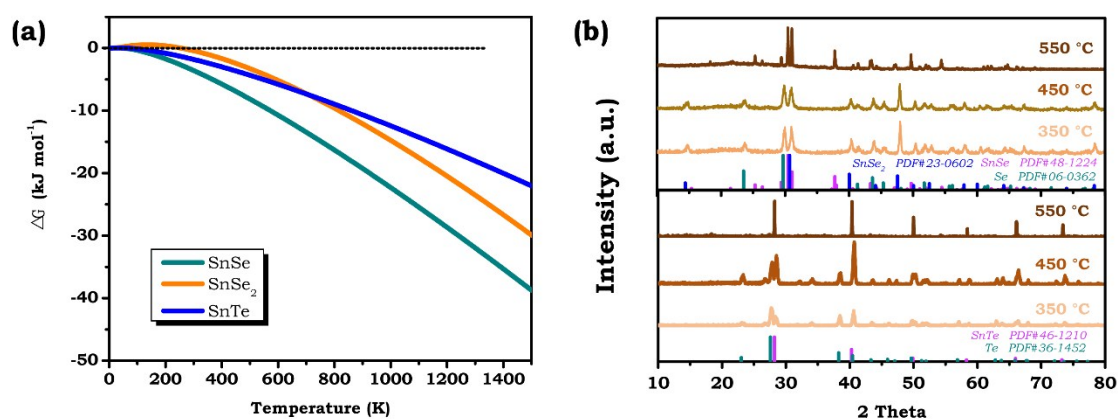 (a)
0
-10
-20
-30
-40
-50
ΔG (kJ mol⁻¹)
SnSe
SnSe₂
SnTe
0 200 400 600 800 1000 1200 1400
Temperature (K)
(b)
Intensity (a.u.)
550 °C
450 °C
350 °C
SnSe₂ PDF#23-0602 SnSe PDF#48-1224
Se PDF#06-0362
550 °C
450 °C
350 °C
SnTe PDF#46-1210
Te PDF#36-1452
10 20 30 40 50 60 70 80
2 Theta